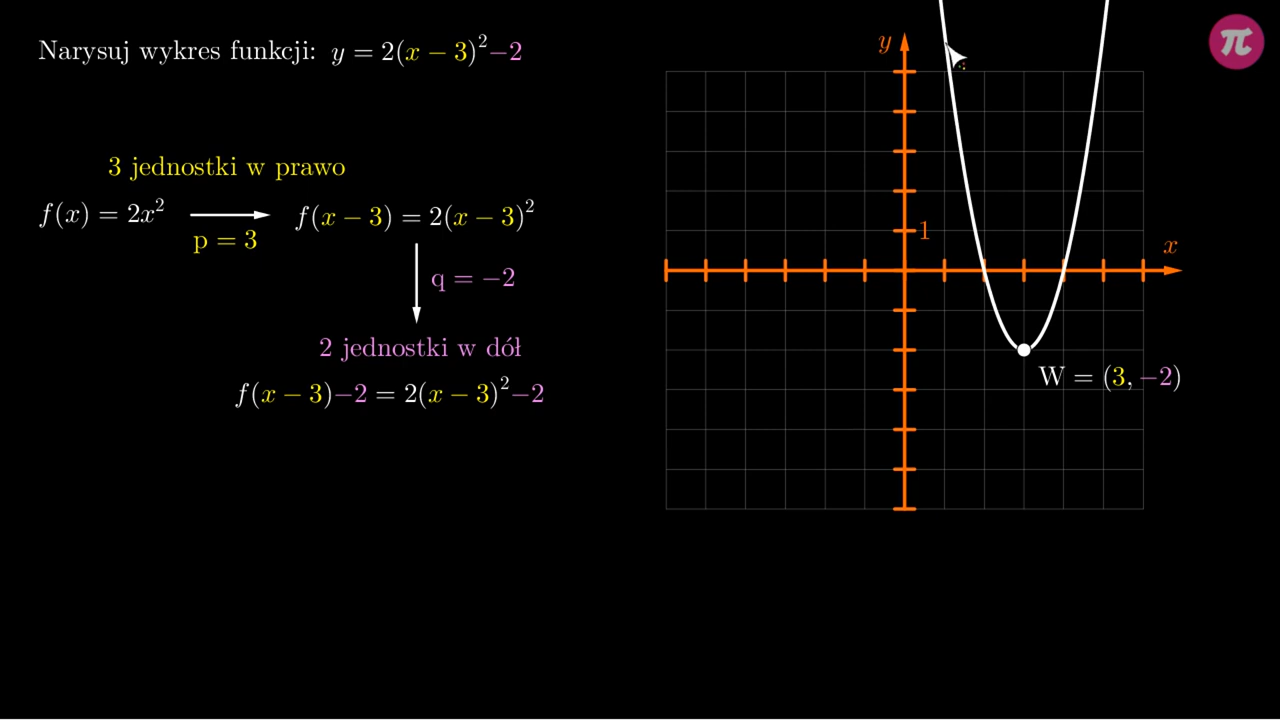 Narysuj wykres funkcji: y = 2(x − 3)²−2
3 jednostki w prawo
f(x) = 2x²
p = 3
f(x − 3) = 2(x − 3)²
q = −2
2 jednostki w dół
f(x − 3)−2 = 2(x − 3)²−2
y
1
x
W = (3, −2)
π